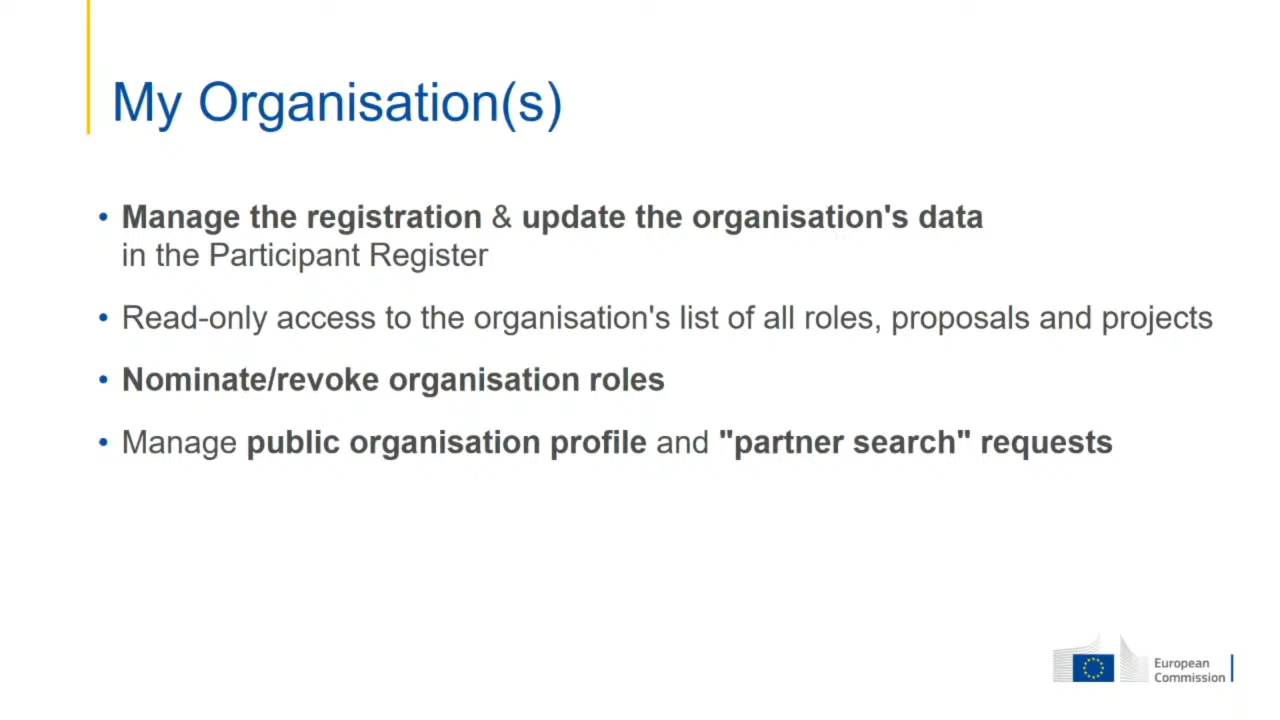 My Organisation(s)
• Manage the registration & update the organisation's data
in the Participant Register
• Read-only access to the organisation's list of all roles, proposals and projects
• Nominate/revoke organisation roles
• Manage public organisation profile and "partner search" requests
European
Commission